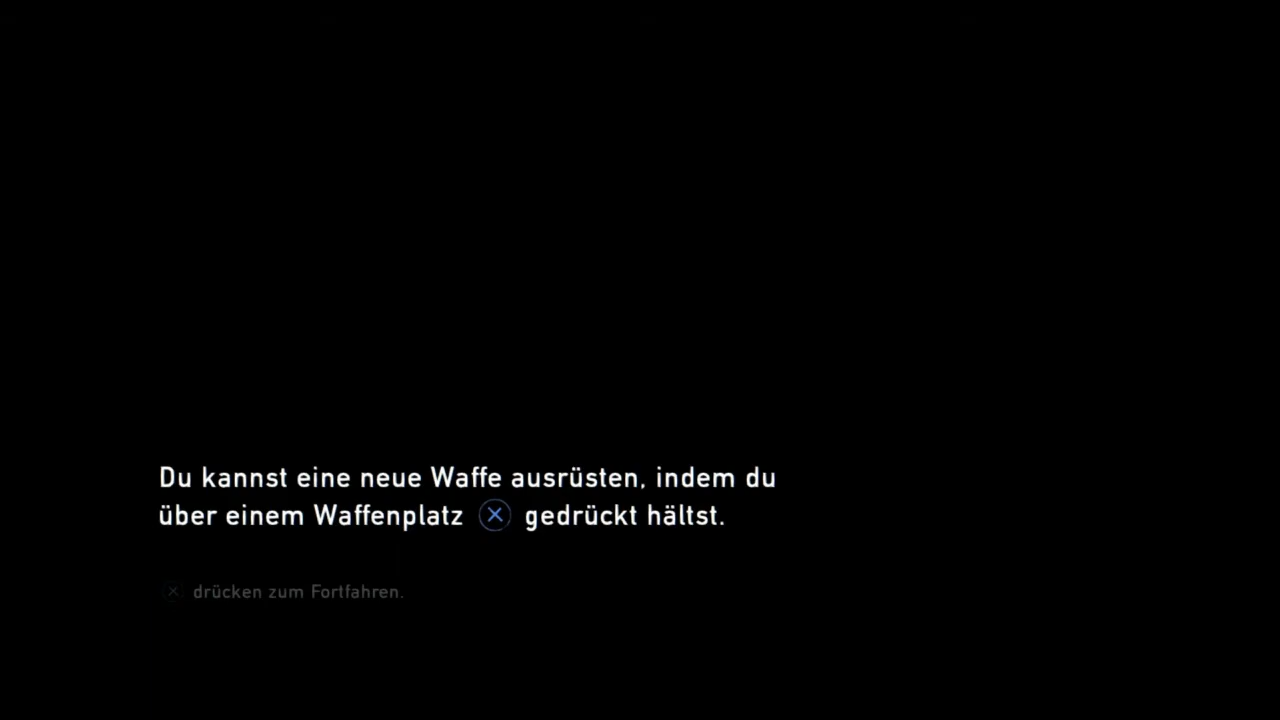 Du kannst eine neue Waffe ausrüsten, indem du
über einem Waffenplatz ⓧ gedrückt hältst.
ⓧ drücken zum Fortfahren.